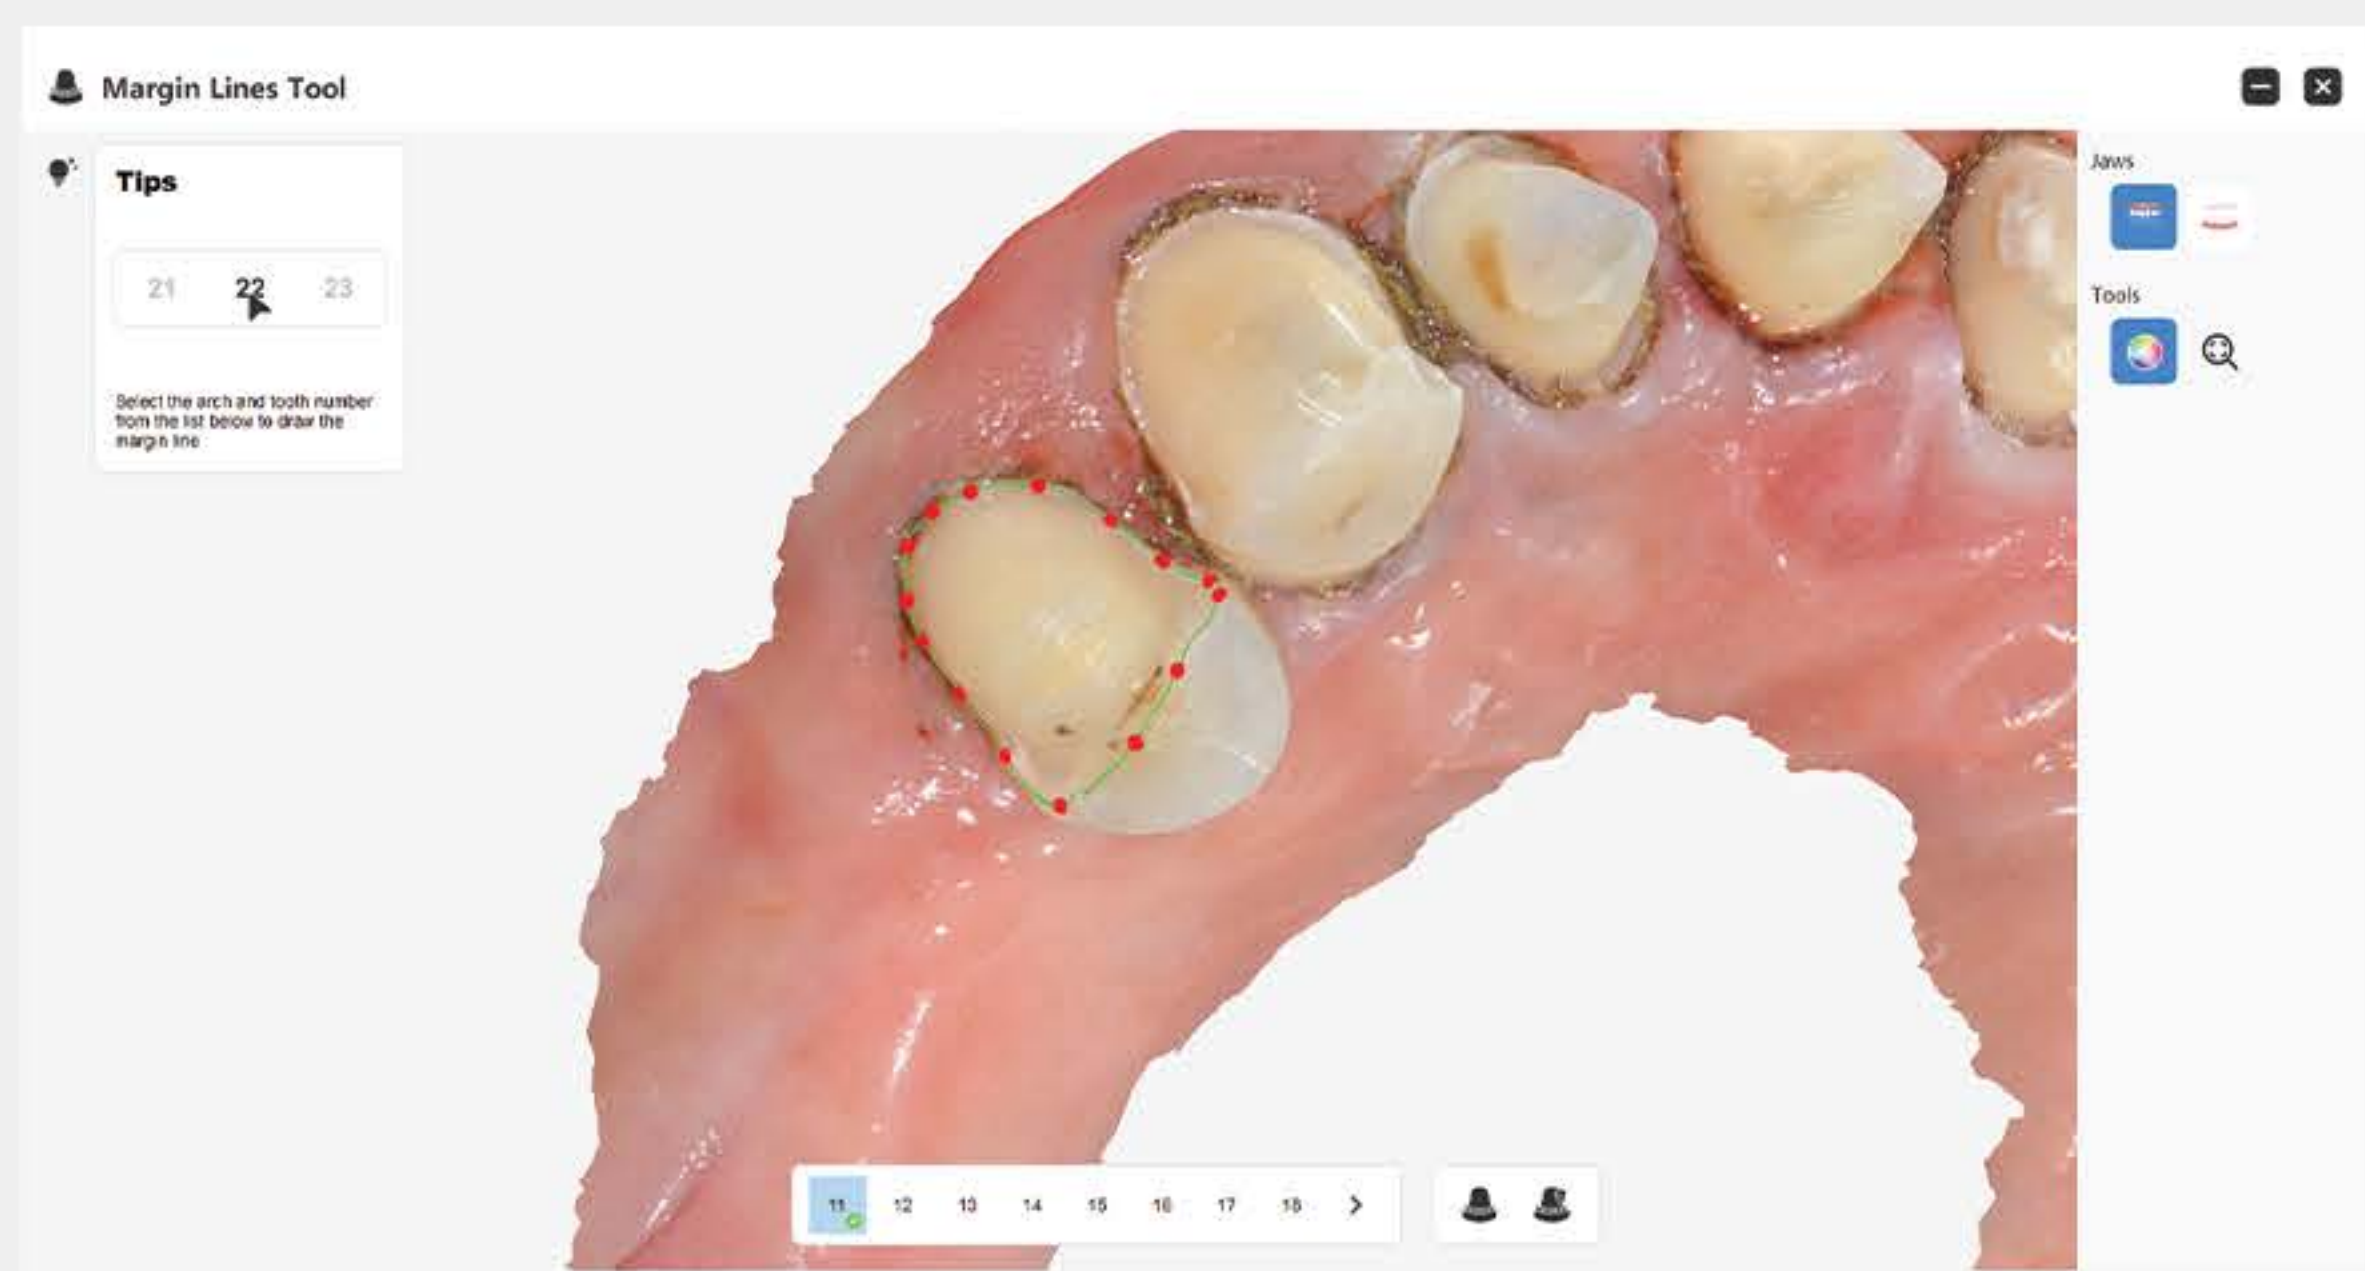 Margin Lines Tool
Tips
21 22 23
Select the arch and tooth number
from the list below to draw the
margin line
Jaws
Tools
11 12 13 14 15 16 17 18